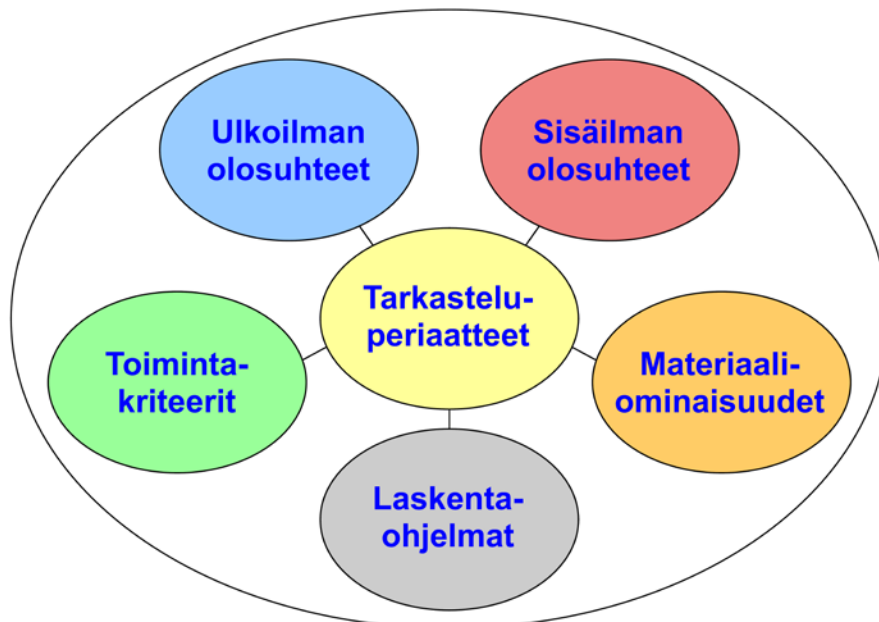 Ulkoilman
olosuhteet
Sisäilman
olosuhteet
Tarkastelu-
periaatteet
Toiminta-
kriteerit
Materiaali-
ominaisuudet
Laskenta-
ohjelmat